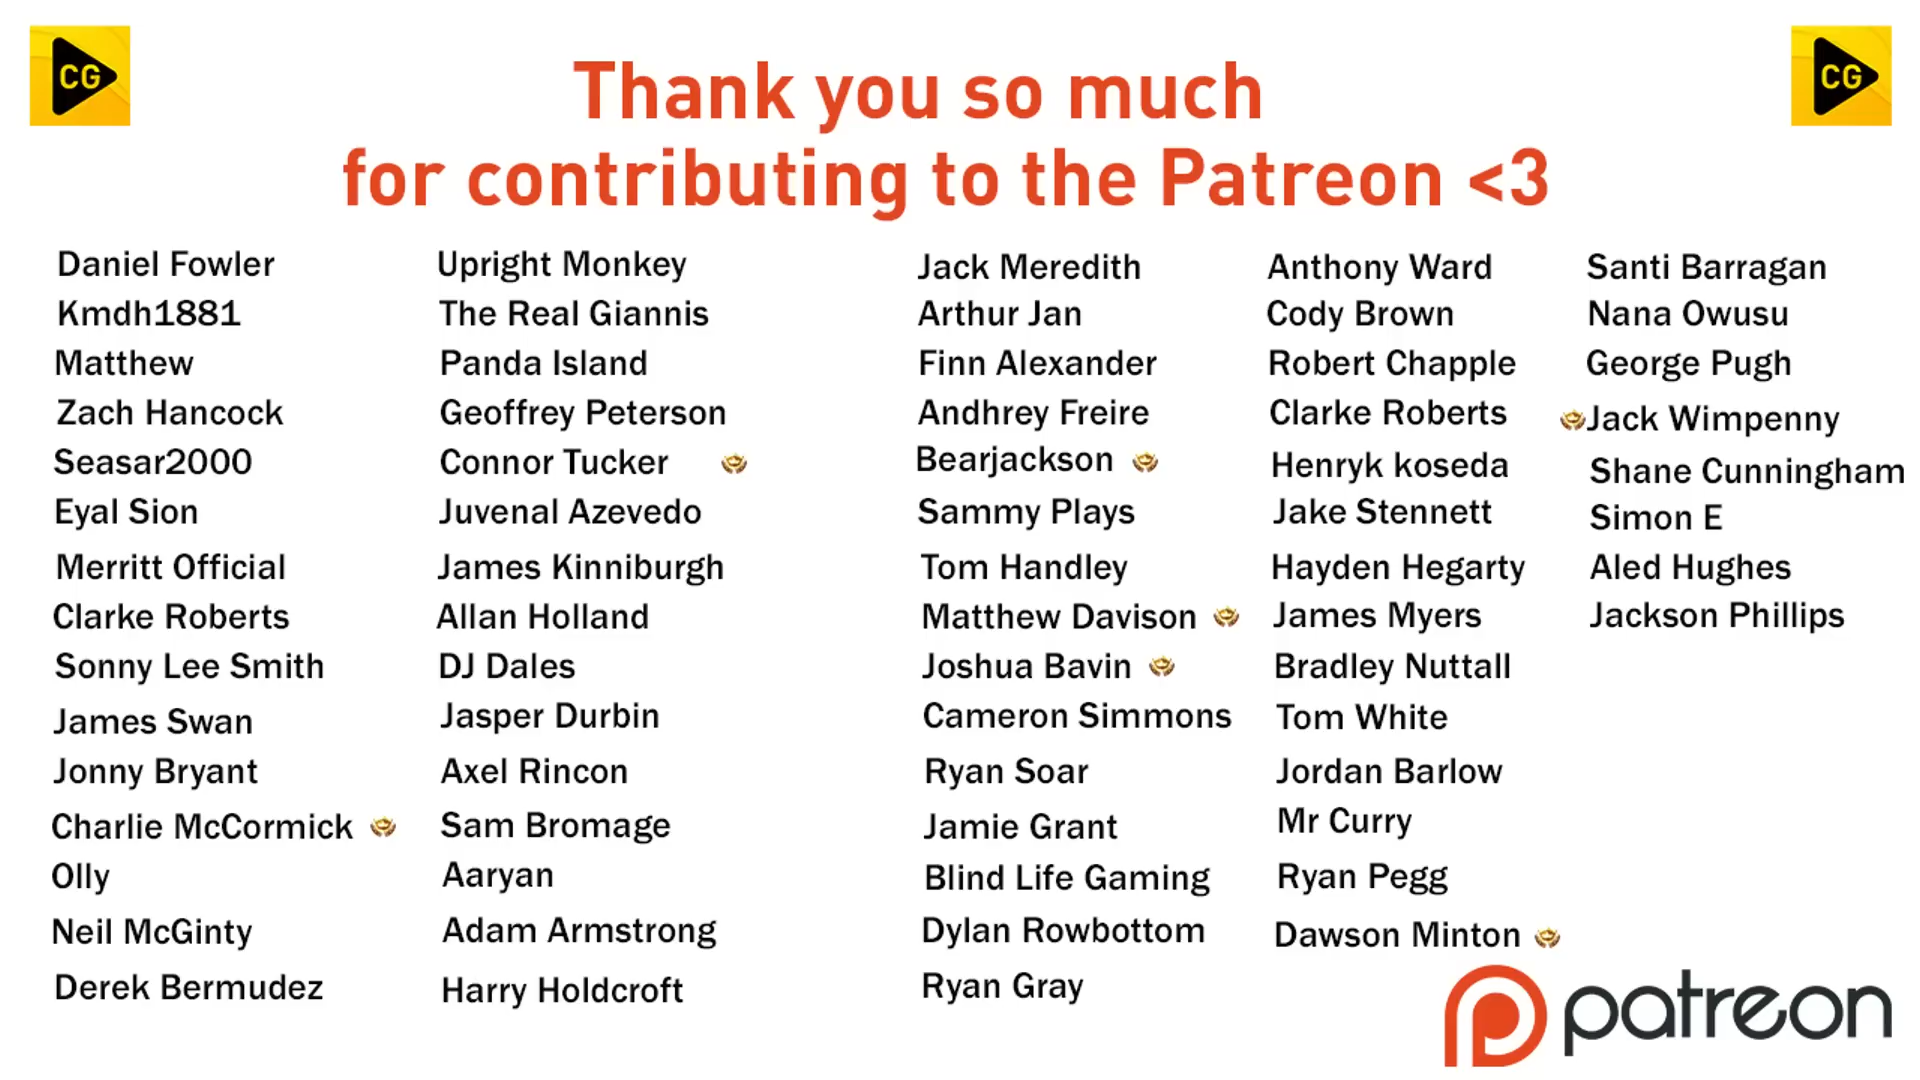 CG
CG
Thank you so much
for contributing to the Patreon <3
Daniel Fowler
Kmdh1881
Matthew
Zach Hancock
Seasar2000
Eyal Sion
Merritt Official
Clarke Roberts
Sonny Lee Smith
James Swan
Jonny Bryant
Charlie McCormick
Olly
Neil McGinty
Derek Bermudez
Upright Monkey
The Real Giannis
Panda Island
Geoffrey Peterson
Connor Tucker
Juvenal Azevedo
James Kinniburgh
Allan Holland
DJ Dales
Jasper Durbin
Axel Rincon
Sam Bromage
Aaryan
Adam Armstrong
Harry Holdcroft
Jack Meredith
Arthur Jan
Finn Alexander
Andhrey Freire
Bearjackson
Sammy Plays
Tom Handley
Matthew Davison
Joshua Bavin
Cameron Simmons
Ryan Soar
Jamie Grant
Blind Life Gaming
Dylan Rowbottom
Ryan Gray
Anthony Ward
Cody Brown
Robert Chapple
Clarke Roberts
Henryk koseda
Jake Stennett
Hayden Hegarty
James Myers
Bradley Nuttall
Tom White
Jordan Barlow
Mr Curry
Ryan Pegg
Dawson Minton
Santi Barragan
Nana Owusu
George Pugh
Jack Wimpenny
Shane Cunningham
Simon E
Aled Hughes
Jackson Phillips
patreon